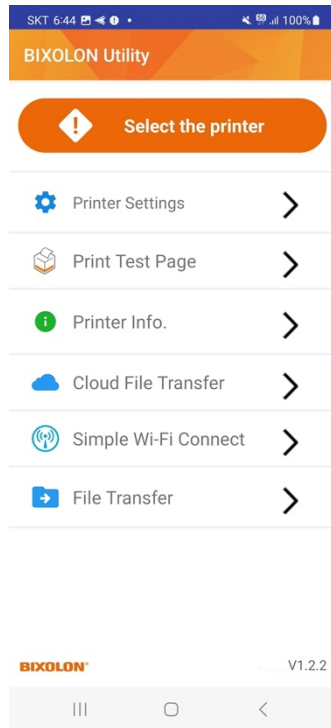 SKT 6:44 100%
BIXOLON Utility
Select the printer
Printer Settings
Print Test Page
Printer Info.
Cloud File Transfer
Simple Wi-Fi Connect
File Transfer
BIXOLON®
V1.2.2